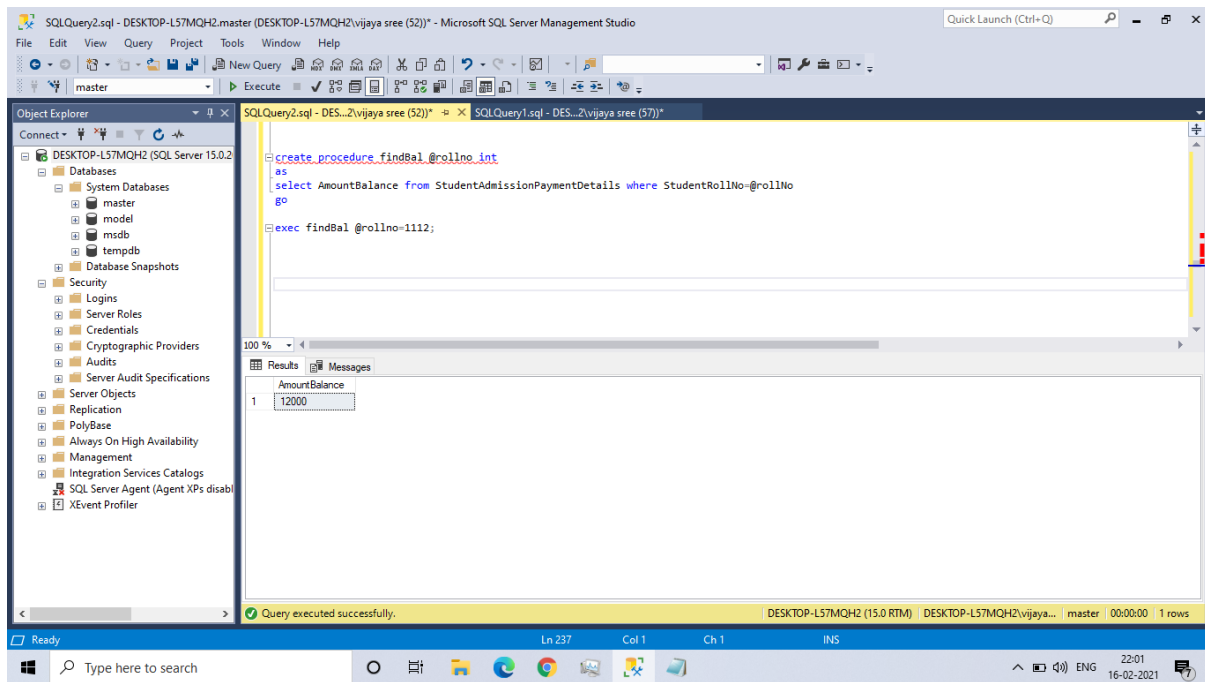 SQLQuery2.sql - DESKTOP-L57MQH2.master (DESKTOP-L57MQH2\vijaya sree (52))* - Microsoft SQL Server Management Studio
Quick Launch (Ctrl+Q)
File Edit View Query Project Tools Window Help
New Query
MDX DMX XMLA DAX
master
Execute
Object Explorer
SQLQuery2.sql - DES...2\vijaya sree (52))*
SQLQuery1.sql - DES...2\vijaya sree (57))*
Connect
DESKTOP-L57MQH2 (SQL Server 15.0.2
Databases
System Databases
master
model
msdb
tempdb
Database Snapshots
Security
Logins
Server Roles
Credentials
Cryptographic Providers
Audits
Server Audit Specifications
Server Objects
Replication
PolyBase
Always On High Availability
Management
Integration Services Catalogs
SQL Server Agent (Agent XPs disabl
XEvent Profiler
create procedure findBal @rollno int
as
select AmountBalance from StudentAdmissionPaymentDetails where StudentRollNo=@rollNo
go
exec findBal @rollno=1112;
100 %
Results Messages
AmountBalance
1 12000
Query executed successfully.
DESKTOP-L57MQH2 (15.0 RTM) DESKTOP-L57MQH2\vijaya... master 00:00:00 1 rows
Ready Ln 237 Col 1 Ch 1 INS
Type here to search
ENG
22:01
16-02-2021
7